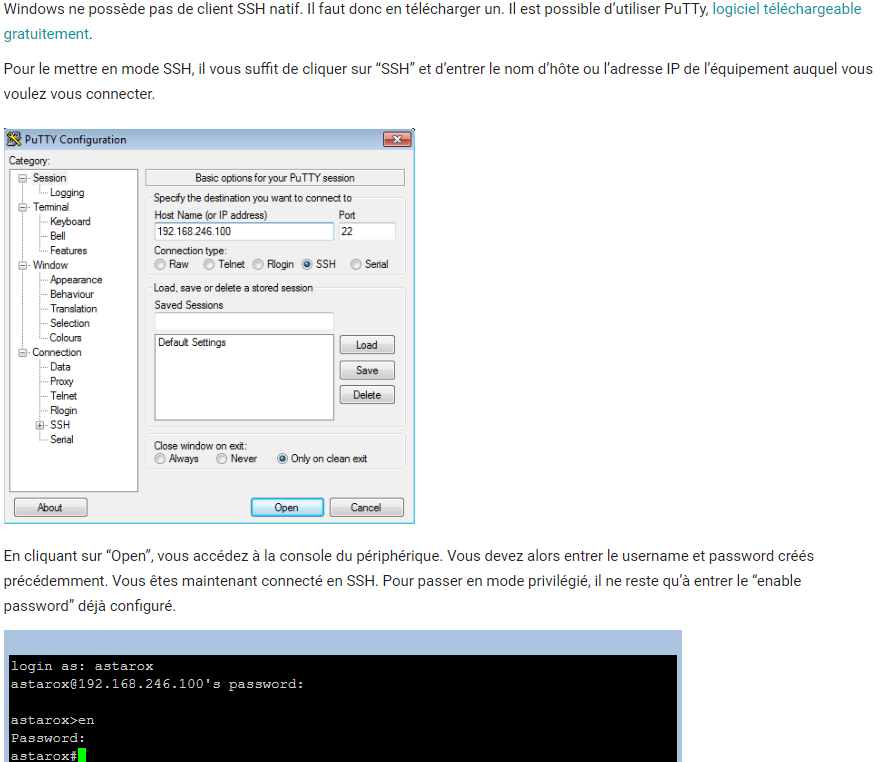 Windows ne possède pas de client SSH natif. Il faut donc en télécharger un. Il est possible d’utiliser PuTTy, logiciel téléchargeable
gratuitement.
Pour le mettre en mode SSH, il vous suffit de cliquer sur “SSH” et d’entrer le nom d’hôte ou l’adresse IP de l’équipement auquel vous
voulez vous connecter.
PuTTY Configuration
Category:
Session
Logging
Terminal
Keyboard
Bell
Features
Window
Appearance
Behaviour
Translation
Selection
Colours
Connection
Data
Proxy
Telnet
Rlogin
SSH
Serial
Basic options for your PuTTY session
Specify the destination you want to connect to
Host Name (or IP address) Port
192.168.246.100 22
Connection type:
Raw Telnet Rlogin SSH Serial
Load, save or delete a stored session
Saved Sessions
Default Settings
Load
Save
Delete
Close window on exit:
Always Never Only on clean exit
About Open Cancel
En cliquant sur “Open”, vous accédez à la console du périphérique. Vous devez alors entrer le username et password créés
précédemment. Vous êtes maintenant connecté en SSH. Pour passer en mode privilégié, il ne reste qu’à entrer le “enable
password” déjà configuré.
login as: astarox
astarox@192.168.246.100's password:
astarox>en
Password:
astarox#